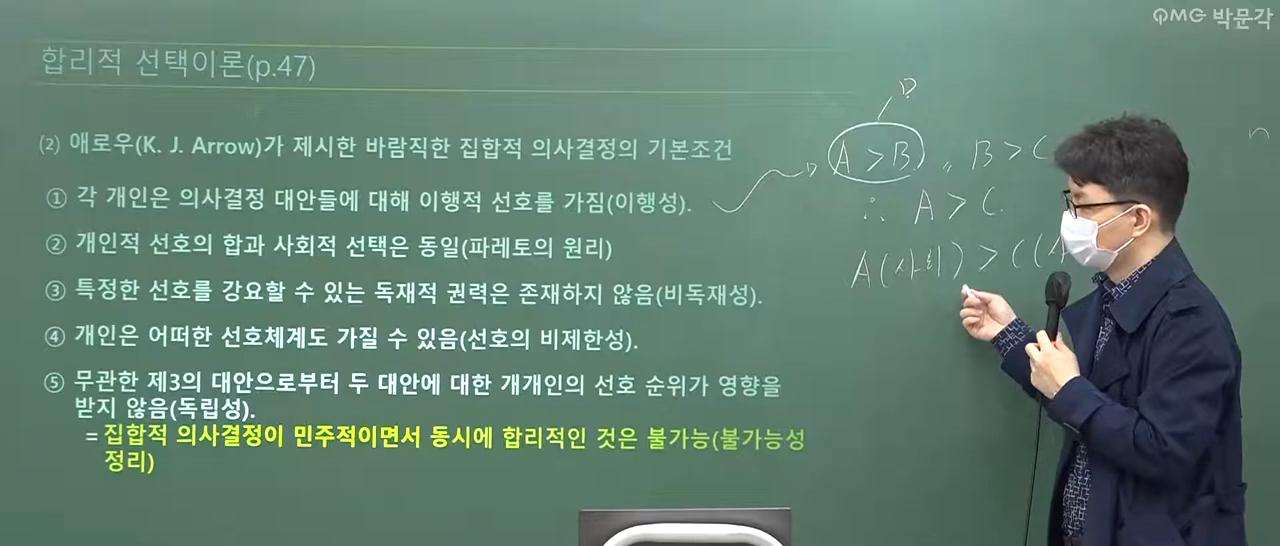 PMG 박문각
합리적 선택이론(p.47)
⑵ 애로우(K. J. Arrow)가 제시한 바람직한 집합적 의사결정의 기본조건
① 각 개인은 의사결정 대안들에 대해 이행적 선호를 가짐(이행성).
② 개인적 선호의 합과 사회적 선택은 동일(파레토의 원리)
③ 특정한 선호를 강요할 수 있는 독재적 권력은 존재하지 않음(비독재성).
④ 개인은 어떠한 선호체계도 가질 수 있음(선호의 비제한성).
⑤ 무관한 제3의 대안으로부터 두 대안에 대한 개개인의 선호 순위가 영향을
받지 않음(독립성).
= 집합적 의사결정이 민주적이면서 동시에 합리적인 것은 불가능(불가능성
정리)
A > B , B > C
∴ A > C
A(사회) > C(
n